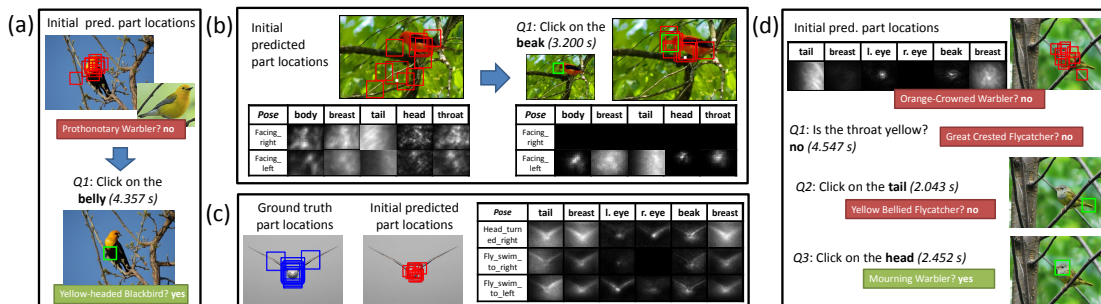 (a)
Initial pred. part locations
Prothonotary Warbler? no
Q1: Click on the
belly (4.357 s)
Yellow-headed Blackbird? yes
(b)
Initial
predicted
part locations
Q1: Click on the
beak (3.200 s)
Pose body breast tail head throat
Facing_
right
Facing_
left
Pose body breast tail head throat
Facing_
right
Facing_
left
(c)
Ground truth
part locations
Initial predicted
part locations
Pose tail breast l. eye r. eye beak breast
Head_turn
ed_right
Fly_swim_
to_right
Fly_swim_
to_left
(d)
Initial pred. part locations
tail breast l. eye r. eye beak breast
Orange-Crowned Warbler? no
Q1: Is the throat yellow?
no (4.547 s)
Great Crested Flycatcher? no
Q2: Click on the tail (2.043 s)
Yellow Bellied Flycatcher? no
Q3: Click on the head (2.452 s)
Mourning Warbler? yes